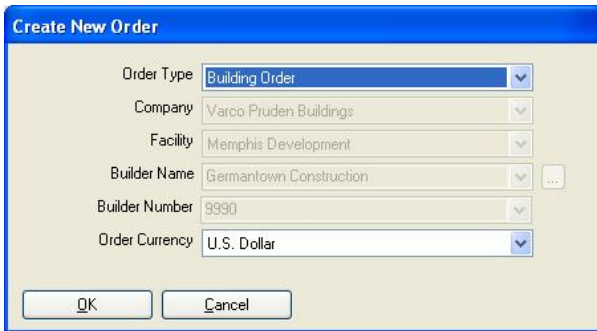 Create New Order
Order Type Building Order
Company Varco Pruden Buildings
Facility Memphis Development
Builder Name Germantown Construction ...
Builder Number 9990
Order Currency U.S. Dollar
OK Cancel